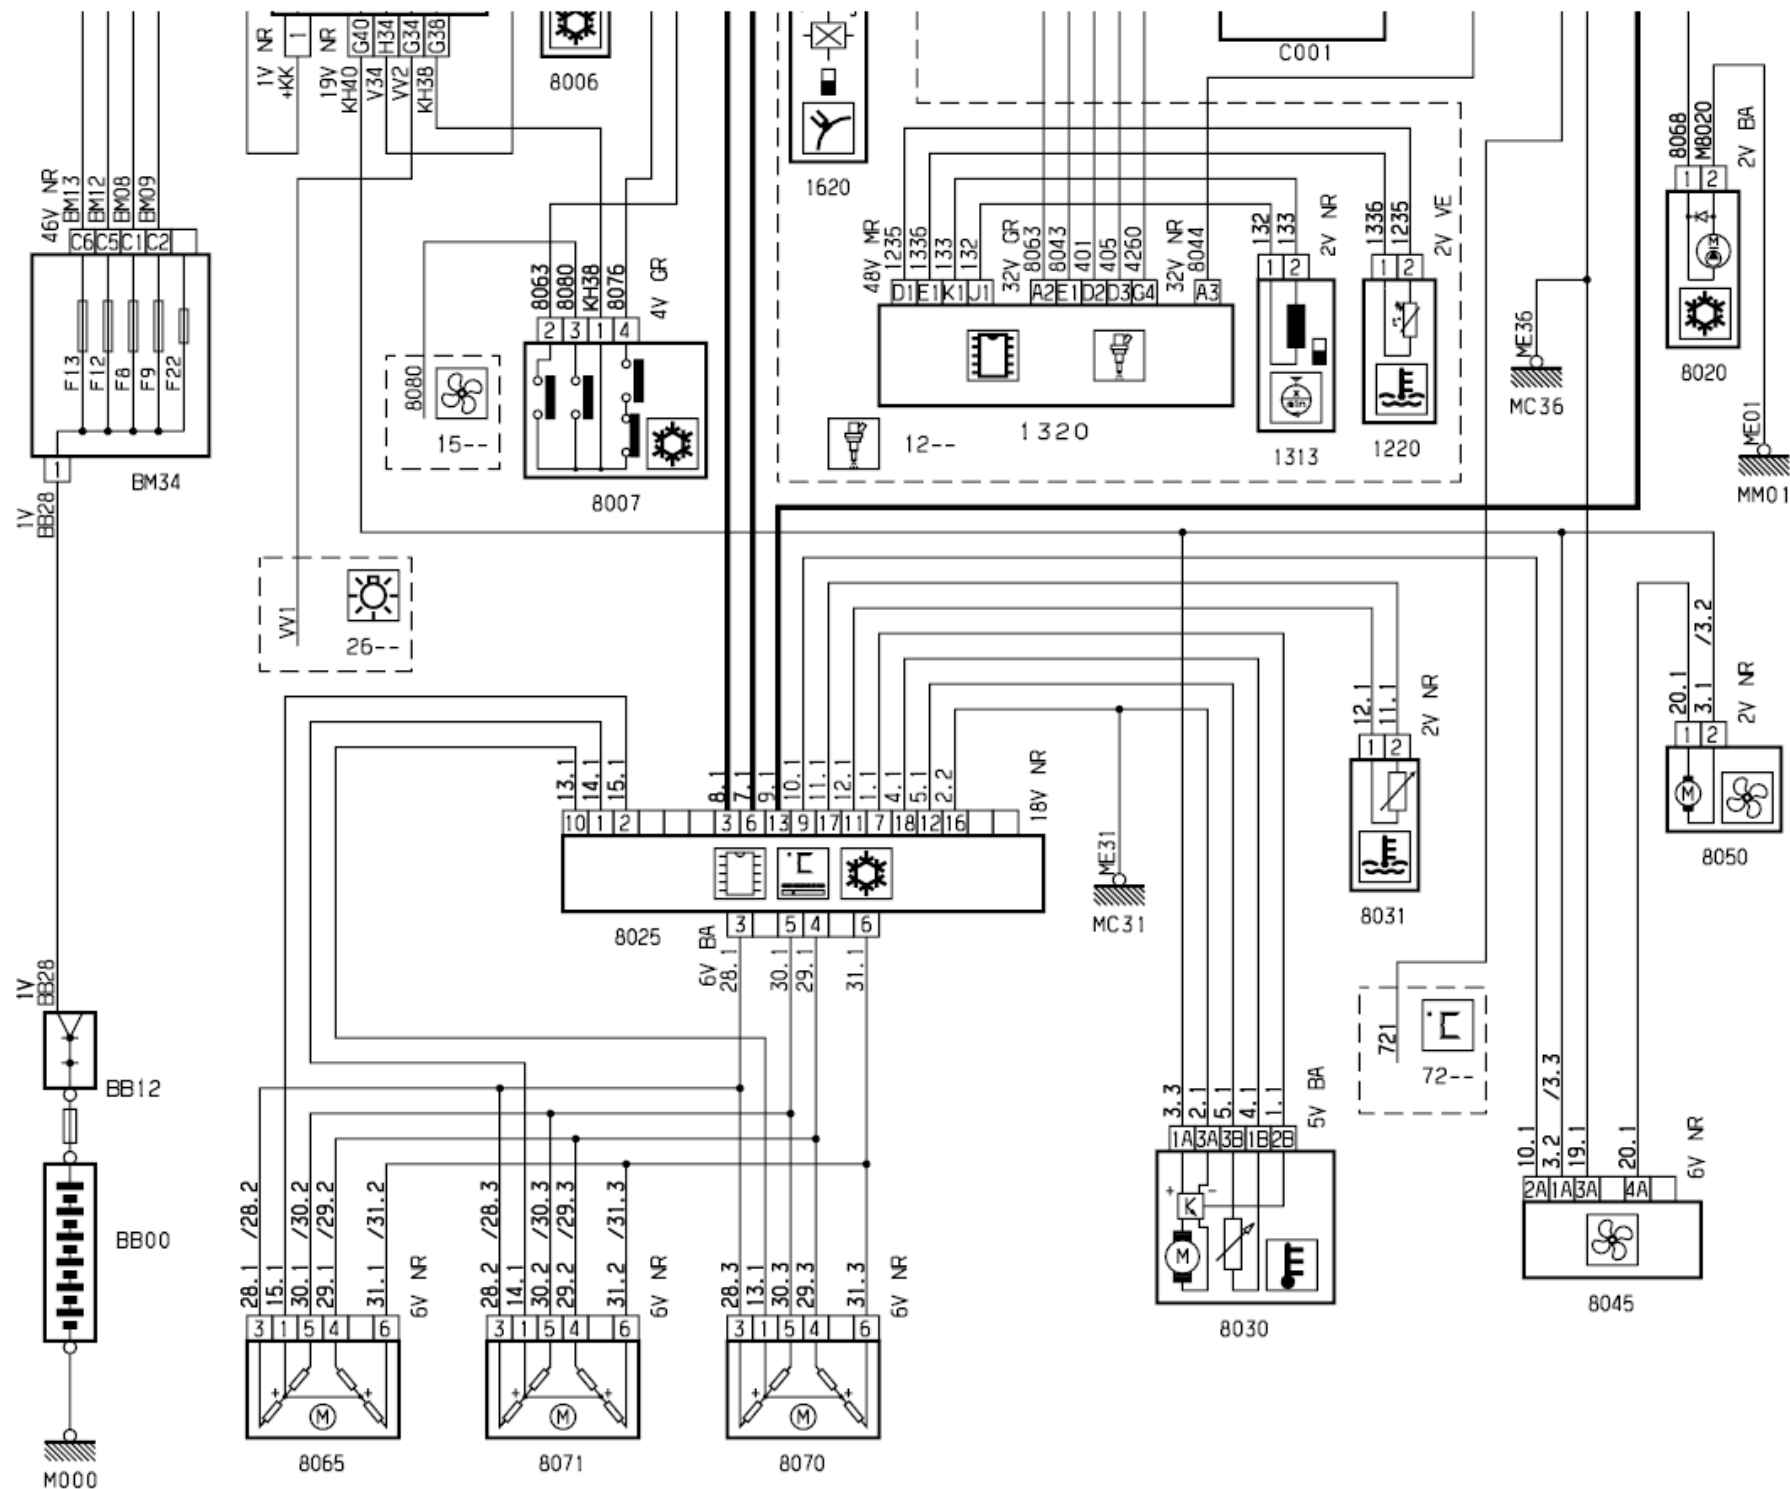 1V NR
+KK
1
19V NR
KH40
V34
VV2
KH38
G40 H34 G34 G38
8006
1620
C001
46V NR
BM13
BM12
BM08
BM09
C6 C5 C1 C2
F13
F12
F8
F9
F22
1
BM34
1V
BB28
8063
8080
KH38
8076
4V GR
2 3 1 4
8007
8080
15--
48V MR
1235
1336
133
132
32V GR
8063
8043
401
405
4260
32V NR
8044
D1 E1 K1 J1
A2 E1 D2 D3 G4
A3
1320
12--
132
133
2V NR
1 2
1313
1336
1235
2V VE
1 2
1220
ME36
MC36
8068
M8020
2V BA
1 2
M
8020
ME01
MM01
VV1
26--
13.1
14.1
15.1
8.1
7.1
9.1
10.1
11.1
12.1
1.1
4.1
5.1
2.2
18V NR
10 1 2
3 6 13 9 17 11 7 18 12 16
°C
8025
3 5 4 6
6V BA
28.1
30.1
29.1
31.1
ME31
MC31
12.1
11.1
2V NR
1 2
8031
20.1
3.1
/3.2
2V NR
1 2
M
8050
721
72--
1V
BB28
BB12
BB00
M000
28.1 /28.2
15.1
30.1 /30.2
29.1 /29.2
31.1 /31.2
6V NR
3 1 5 4 6
+ +
M
8065
28.2 /28.3
14.1
30.2 /30.3
29.2 /29.3
31.2 /31.3
6V NR
3 1 5 4 6
+ +
M
8071
28.3
13.1
30.3
29.3
31.3
6V NR
3 1 5 4 6
+ +
M
8070
3.3
2.1
5.1
4.1
1.1
5V BA
1A 3A 3B 1B 2B
+ -
M
8030
10.1
3.2 /3.3
19.1
20.1
6V NR
2A 1A 3A 4A
8045